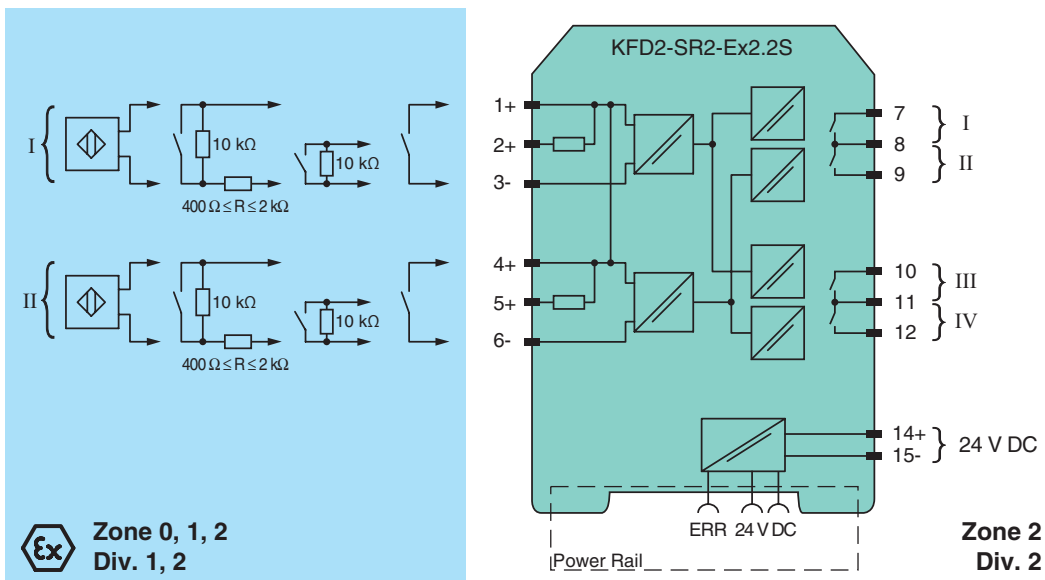 KFD2-SR2-Ex2.2S
I
10 kΩ
10 kΩ
400 Ω ≤ R ≤ 2 kΩ
1+
2+
3-
7
8
9
I
II
II
10 kΩ
10 kΩ
400 Ω ≤ R ≤ 2 kΩ
4+
5+
6-
10
11
12
III
IV
14+
15-
24 V DC
ERR 24 V DC
Power Rail
Ex
Zone 0, 1, 2
Div. 1, 2
Zone 2
Div. 2